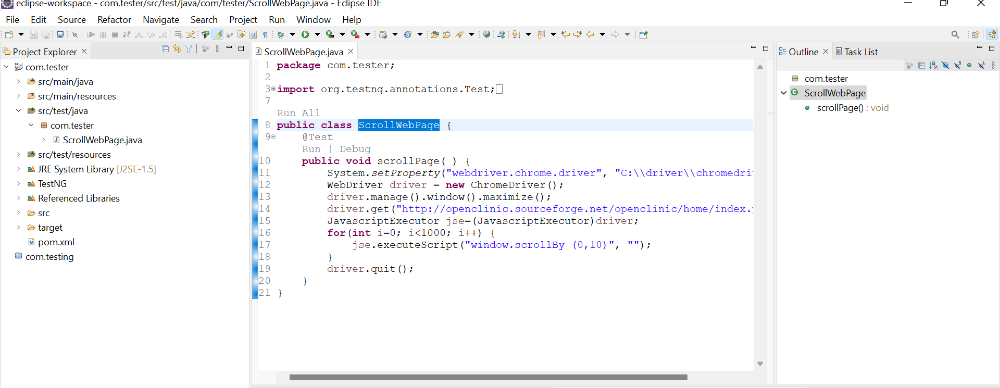 eclipse-workspace - com.tester/src/test/java/com/tester/ScrollWebPage.java - Eclipse IDE
File Edit Source Refactor Navigate Search Project Run Window Help
Project Explorer
com.tester
src/main/java
src/main/resources
src/test/java
com.tester
ScrollWebPage.java
src/test/resources
JRE System Library [J2SE-1.5]
TestNG
Referenced Libraries
src
target
pom.xml
com.testing
ScrollWebPage.java
1 package com.tester;
2
3 import org.testng.annotations.Test;
7
Run All
8 public class ScrollWebPage {
9 @Test
Run | Debug
10 public void scrollPage( ) {
11 System.setProperty("webdriver.chrome.driver", "C:\\driver\\chromedri
12 WebDriver driver = new ChromeDriver();
13 driver.manage().window().maximize();
14 driver.get("http://openclinic.sourceforge.net/openclinic/home/index.
15 JavascriptExecutor jse=(JavascriptExecutor)driver;
16 for(int i=0; i<1000; i++) {
17 jse.executeScript("window.scrollBy (0,10)", "");
18 }
19 driver.quit();
20 }
21 }
Outline Task List
com.tester
ScrollWebPage
scrollPage() : void